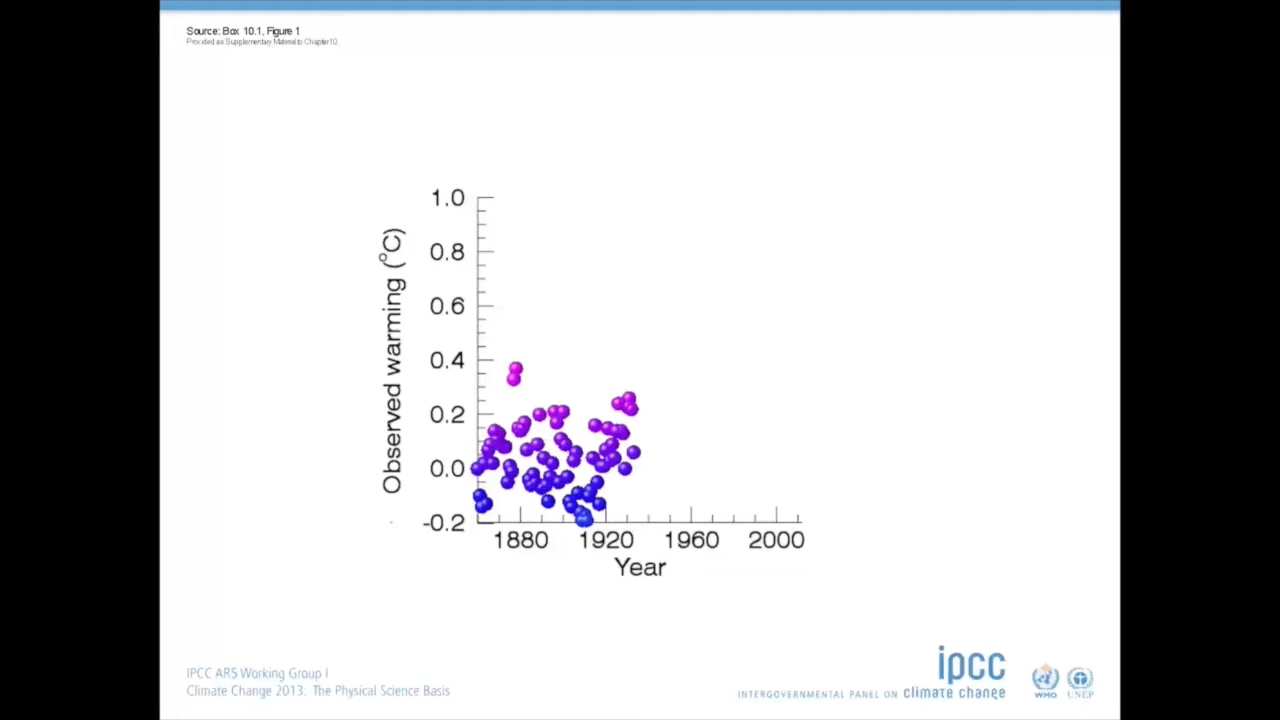 Source: Box 10.1, Figure 1
Provided as Supplementary Material to Chapter 10
1.0
0.8
0.6
0.4
0.2
0.0
-0.2
Observed warming (°C)
1880 1920 1960 2000
Year
IPCC AR5 Working Group I
Climate Change 2013: The Physical Science Basis
ipcc
INTERGOVERNMENTAL PANEL ON climate change
WMO UNEP